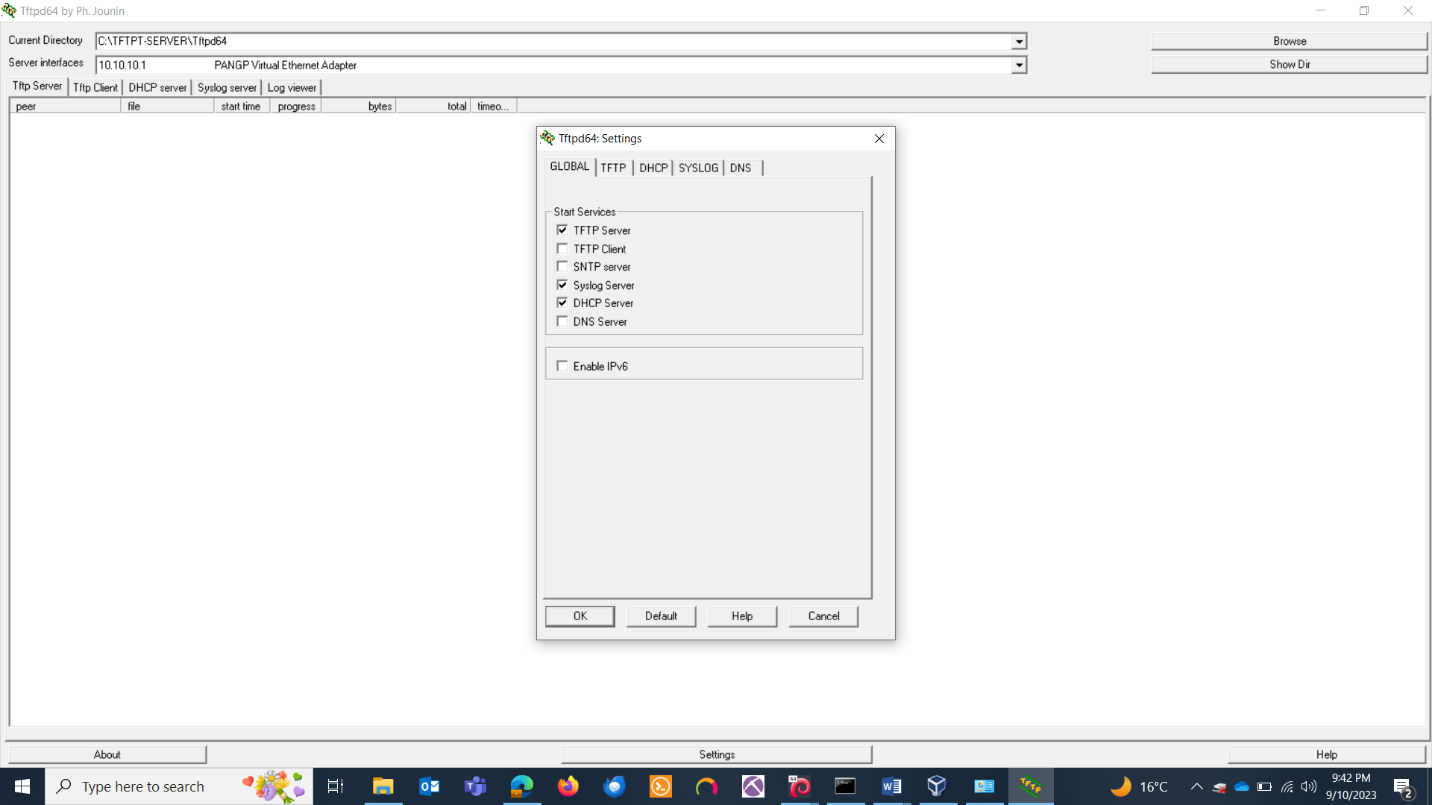 Tftpd64 by Ph. Jounin
Current Directory C:\TFTPT-SERVER\Tftpd64 Browse
Server interfaces 10.10.10.1 PANGP Virtual Ethernet Adapter Show Dir
Tftp Server Tftp Client DHCP server Syslog server Log viewer
peer file start time progress bytes total timeo...
Tftpd64: Settings
GLOBAL TFTP DHCP SYSLOG DNS
Start Services
TFTP Server
TFTP Client
SNTP server
Syslog Server
DHCP Server
DNS Server
Enable IPv6
OK Default Help Cancel
About Settings Help
Type here to search 16°C 9:42 PM
9/10/2023 2